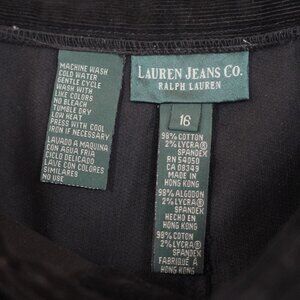 MACHINE WASH
COLD WATER
GENTLE CYCLE
WASH WITH
LIKE COLORS
NO BLEACH
TUMBLE DRY
LOW HEAT
PRESS WITH COOL
IRON IF NECESSARY
LAVADO A MAQUINA
CON AGUA FRIA
CICLO DELICADO
LAVE CON COLORES
SIMILARES
NO USE
LAUREN JEANS CO.
RALPH LAUREN
16
98% COTTON
2% LYCRA®
SPANDEX
RN 54050
CA 08349
MADE IN
HONG KONG
98% ALGODON
2% LYCRA®
SPANDEX
HECHO EN
HONG KONG
98% COTON
2% LYCRA®
SPANDEX
FABRIQUÉ À
HONG KONG